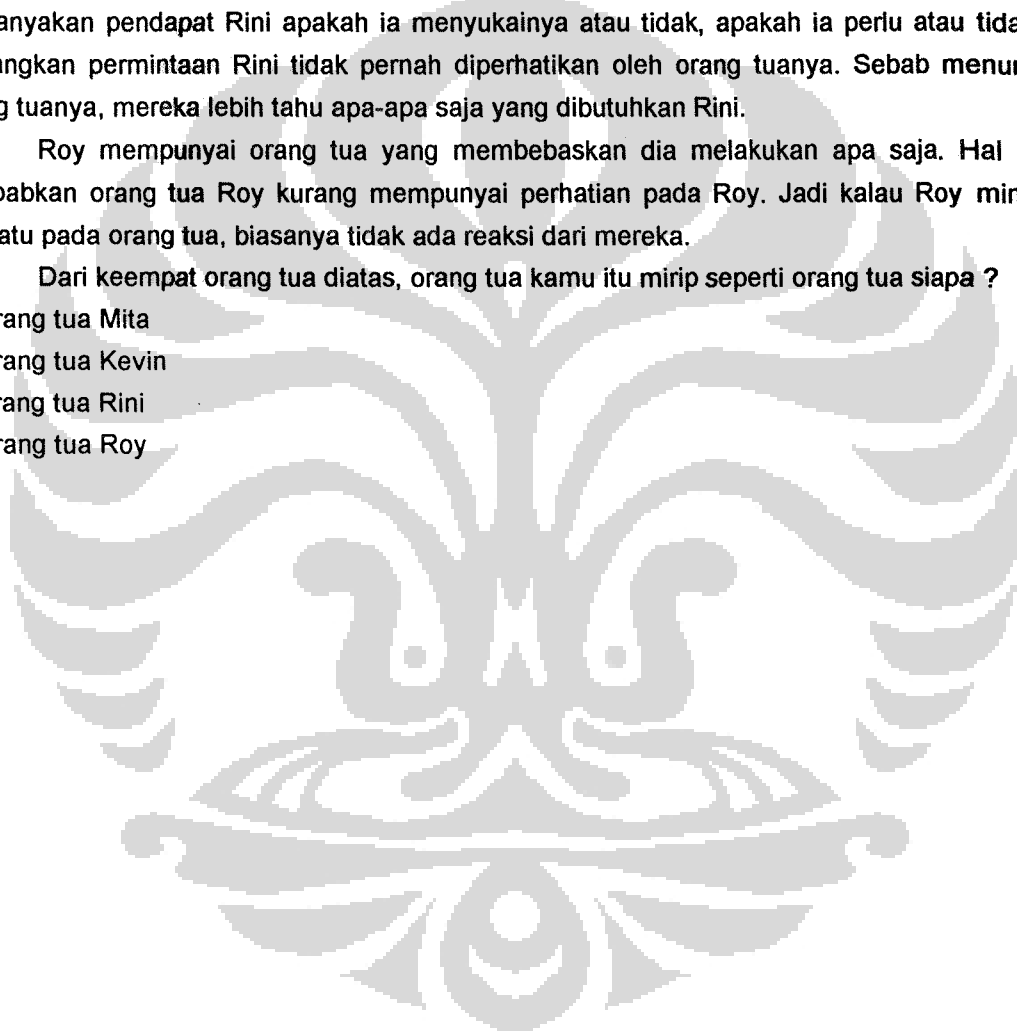 anyakan pendapat Rini apakah ia menyukainya atau tidak, apakah ia perlu atau tida
angkan permintaan Rini tidak pernah diperhatikan oleh orang tuanya. Sebab menur
g tuanya, mereka lebih tahu apa-apa saja yang dibutuhkan Rini.
Roy mempunyai orang tua yang membebaskan dia melakukan apa saja. Hal
babkan orang tua Roy kurang mempunyai perhatian pada Roy. Jadi kalau Roy min
atu pada orang tua, biasanya tidak ada reaksi dari mereka.
Dari keempat orang tua diatas, orang tua kamu itu mirip seperti orang tua siapa ?
rang tua Mita
rang tua Kevin
rang tua Rini
rang tua Roy